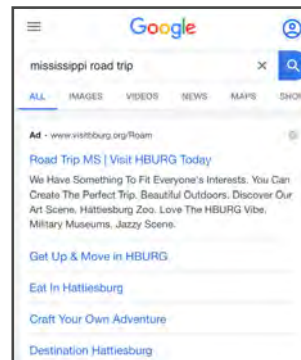 Google
mississippi road trip
ALL IMAGES VIDEOS NEWS MAPS SHOP
Ad · www.visithburg.org/Roam
Road Trip MS | Visit HBURG Today
We Have Something To Fit Everyone's Interests. You Can
Create The Perfect Trip. Beautiful Outdoors. Discover Our
Art Scene. Hattiesburg Zoo. Love The HBURG Vibe.
Military Museums. Jazzy Scene.
Get Up & Move in HBURG
Eat In Hattiesburg
Craft Your Own Adventure
Destination Hattiesburg